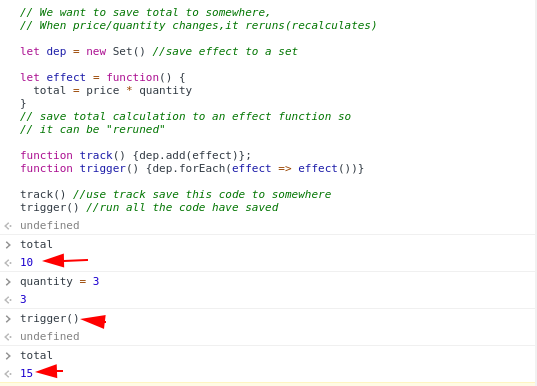 // We want to save total to somewhere,
// When price/quantity changes,it reruns(recalculates)
let dep = new Set() //save effect to a set
let effect = function() {
  total = price * quantity
}
// save total calculation to an effect function so
// it can be "reruned"
function track() {dep.add(effect)};
function trigger() {dep.forEach(effect => effect())}
track() //use track save this code to somewhere
trigger() //run all the code have saved
undefined
total
10
quantity = 3
3
trigger()
undefined
total
15